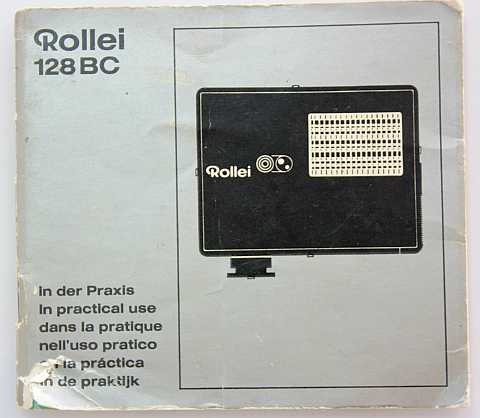 Rollei
128 BC
Rollei
In der Praxis
In practical use
dans la pratique
nell'uso pratico
en la práctica
in de praktijk